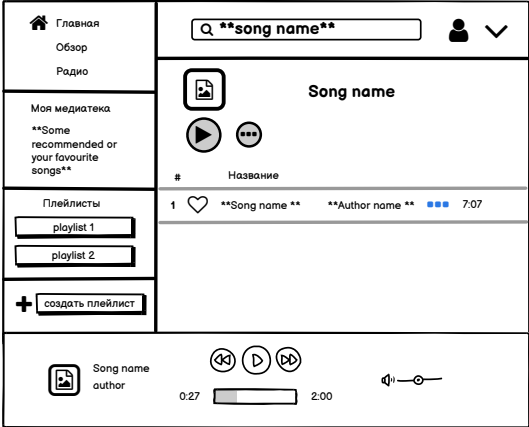 Главная
Обзор
Радио
Моя медиатека
**Some
recommended or
your favourite
songs**
Плейлисты
playlist 1
playlist 2
создать плейлист
**song name**
Song name
# Название
1 **Song name ** **Author name ** 7:07
Song name
author
0:27 2:00